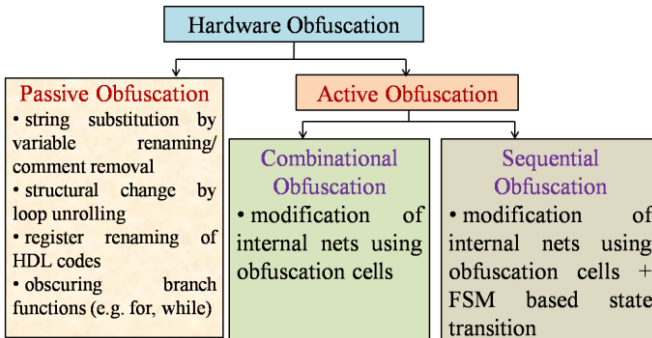 Hardware Obfuscation
Passive Obfuscation
• string substitution by
variable renaming/
comment removal
• structural change by
loop unrolling
• register renaming of
HDL codes
• obscuring branch
functions (e.g. for, while)
Active Obfuscation
Combinational
Obfuscation
• modification of
internal nets using
obfuscation cells
Sequential
Obfuscation
• modification of
internal nets using
obfuscation cells +
FSM based state
transition